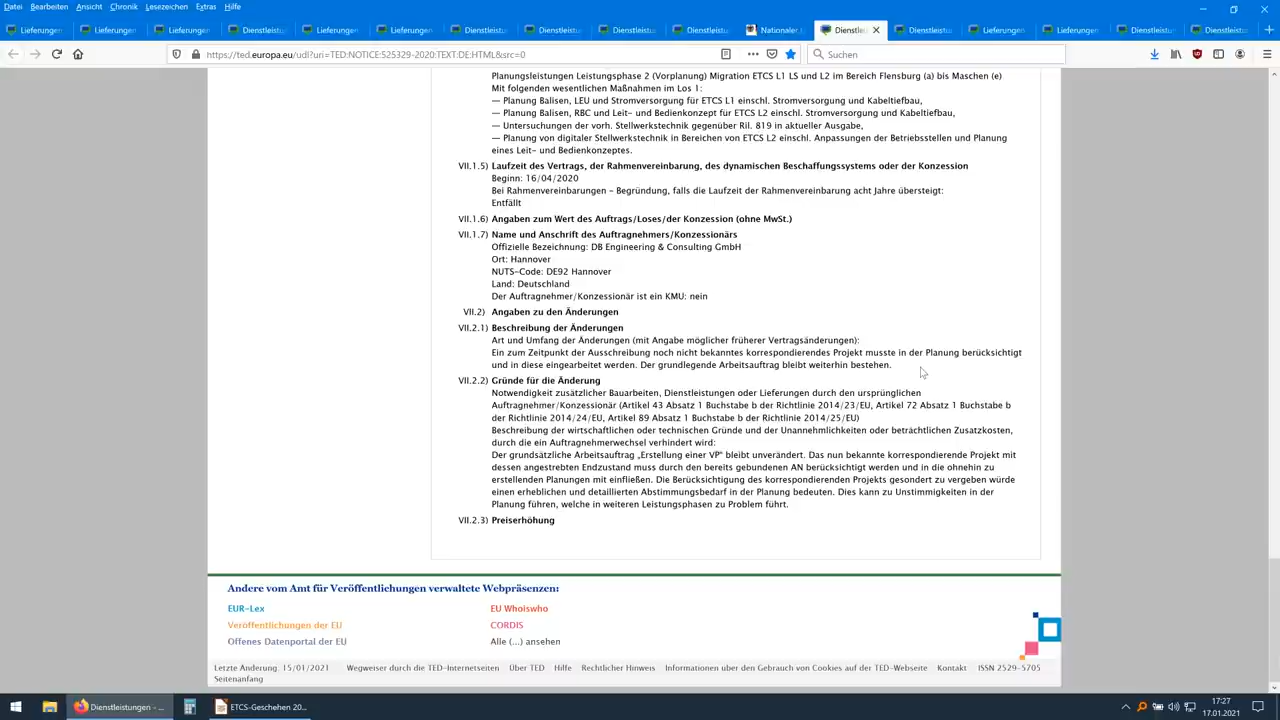 Datei Bearbeiten Ansicht Chronik Lesezeichen Extras Hilfe
Lieferungen Lieferungen Lieferungen Lieferungen Lieferungen Lieferungen Dienstleist Dienstleistu Dienstleistu Dienstleistu Nationaler Dienstleis Dienstleistu Lieferungen Lieferungen Dienstleistu
https://ted.europa.eu/udl?uri=TED:NOTICE:525329-2020:TEXT:DE:HTML&src=0
Suchen
Planungsleistungen Leistungsphase 2 (Vorplanung) Migration ETCS L1 LS und L2 im Bereich Flensburg (a) bis Maschen (e)
Mit folgenden wesentlichen Maßnahmen im Los 1:
— Planung Balisen, LEU und Stromversorgung für ETCS L1 einschl. Stromversorgung und Kabeltiefbau,
— Planung Balisen, RBC und Leit- und Bedienkonzept für ETCS L2 einschl. Stromversorgung und Kabeltiefbau,
— Untersuchungen der vorh. Stellwerkstechnik gegenüber Ril. 819 in aktueller Ausgabe,
— Planung von digitaler Stellwerkstechnik in Bereichen von ETCS L2 einschl. Anpassungen der Betriebsstellen und Planung
eines Leit- und Bedienkonzeptes.
VII.1.5) Laufzeit des Vertrags, der Rahmenvereinbarung, des dynamischen Beschaffungssystems oder der Konzession
Beginn: 16/04/2020
Bei Rahmenvereinbarungen – Begründung, falls die Laufzeit der Rahmenvereinbarung acht Jahre übersteigt:
Entfällt
VII.1.6) Angaben zum Wert des Auftrags/Loses/der Konzession (ohne MwSt.)
VII.1.7) Name und Anschrift des Auftragnehmers/Konzessionärs
Offizielle Bezeichnung: DB Engineering & Consulting GmbH
Ort: Hannover
NUTS-Code: DE92 Hannover
Land: Deutschland
Der Auftragnehmer/Konzessionär ist ein KMU: nein
VII.2) Angaben zu den Änderungen
VII.2.1) Beschreibung der Änderungen
Art und Umfang der Änderungen (mit Angabe möglicher früherer Vertragsänderungen):
Ein zum Zeitpunkt der Ausschreibung noch nicht bekanntes korrespondierendes Projekt musste in der Planung berücksichtigt
und in diese eingearbeitet werden. Der grundlegende Arbeitsauftrag bleibt weiterhin bestehen.
VII.2.2) Gründe für die Änderung
Notwendigkeit zusätzlicher Bauarbeiten, Dienstleistungen oder Lieferungen durch den ursprünglichen
Auftragnehmer/Konzessionär (Artikel 43 Absatz 1 Buchstabe b der Richtlinie 2014/23/EU, Artikel 72 Absatz 1 Buchstabe b
der Richtlinie 2014/24/EU, Artikel 89 Absatz 1 Buchstabe b der Richtlinie 2014/25/EU)
Beschreibung der wirtschaftlichen oder technischen Gründe und der Unannehmlichkeiten oder beträchtlichen Zusatzkosten,
durch die ein Auftragnehmerwechsel verhindert wird:
Der grundsätzliche Arbeitsauftrag „Erstellung einer VP“ bleibt unverändert. Das nun bekannte korrespondierende Projekt mit
dessen angestrebten Endzustand muss durch den bereits gebundenen AN berücksichtigt werden und in die ohnehin zu
erstellenden Planungen mit einfließen. Die Berücksichtigung des korrespondierenden Projekts gesondert zu vergeben würde
einen erheblichen und detaillierten Abstimmungsbedarf in der Planung bedeuten. Dies kann zu Unstimmigkeiten in der
Planung führen, welche in weiteren Leistungsphasen zu Problem führt.
VII.2.3) Preiserhöhung
Andere vom Amt für Veröffentlichungen verwaltete Webpräsenzen:
EUR-Lex EU Whoiswho
Veröffentlichungen der EU CORDIS
Offenes Datenportal der EU Alle (...) ansehen
Letzte Änderung: 15/01/2021 Wegweiser durch die TED-Internetseiten Über TED Hilfe Rechtlicher Hinweis Informationen über den Gebrauch von Cookies auf der TED-Webseite Kontakt ISSN 2529-5705
Seitenanfang
Dienstleistungen - ... ETCS-Geschehen 20...
17:27
17.01.2021